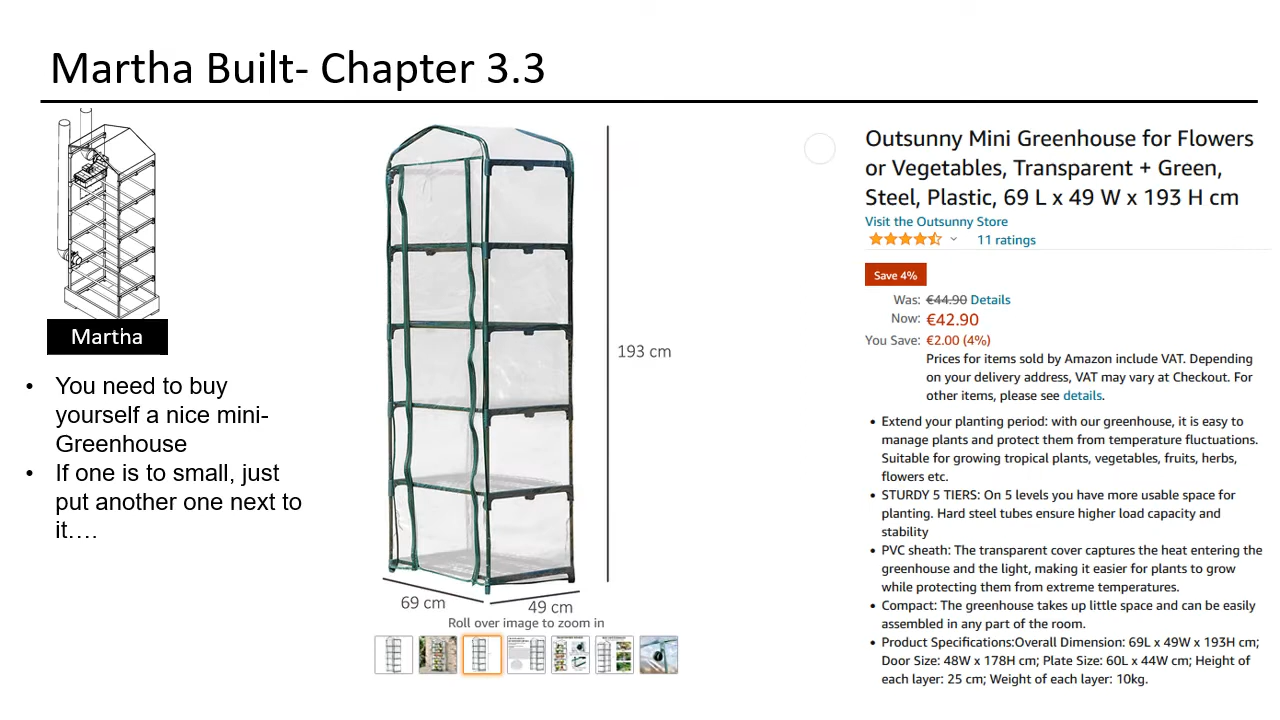 Martha Built- Chapter 3.3
Martha
• You need to buy
yourself a nice mini-
Greenhouse
• If one is to small, just
put another one next to
it….
193 cm
69 cm
49 cm
Roll over image to zoom in
Outsunny Mini Greenhouse for Flowers
or Vegetables, Transparent + Green,
Steel, Plastic, 69 L x 49 W x 193 H cm
Visit the Outsunny Store
11 ratings
Save 4%
Was: €44.90 Details
Now: €42.90
You Save: €2.00 (4%)
Prices for items sold by Amazon include VAT. Depending
on your delivery address, VAT may vary at Checkout. For
other items, please see details.
• Extend your planting period: with our greenhouse, it is easy to
manage plants and protect them from temperature fluctuations.
Suitable for growing tropical plants, vegetables, fruits, herbs,
flowers etc.
• STURDY 5 TIERS: On 5 levels you have more usable space for
planting. Hard steel tubes ensure higher load capacity and
stability
• PVC sheath: The transparent cover captures the heat entering the
greenhouse and the light, making it easier for plants to grow
while protecting them from extreme temperatures.
• Compact: The greenhouse takes up little space and can be easily
assembled in any part of the room.
• Product Specifications:Overall Dimension: 69L x 49W x 193H cm;
Door Size: 48W x 178H cm; Plate Size: 60L x 44W cm; Height of
each layer: 25 cm; Weight of each layer: 10kg.